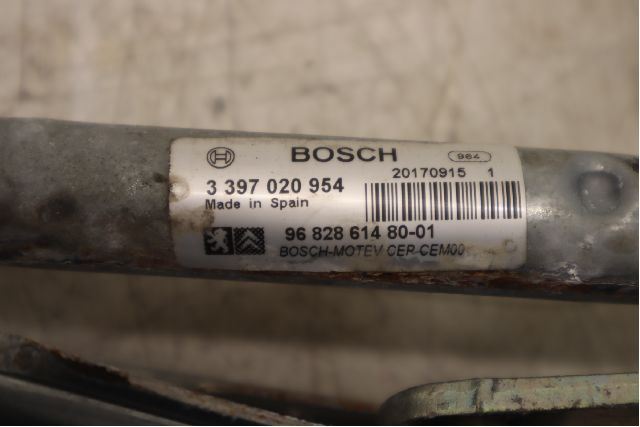 BOSCH 984
20170915 1
3 397 020 954
Made in Spain
96 828 614 80-01
BOSCH-MOTEV CEP CEM00